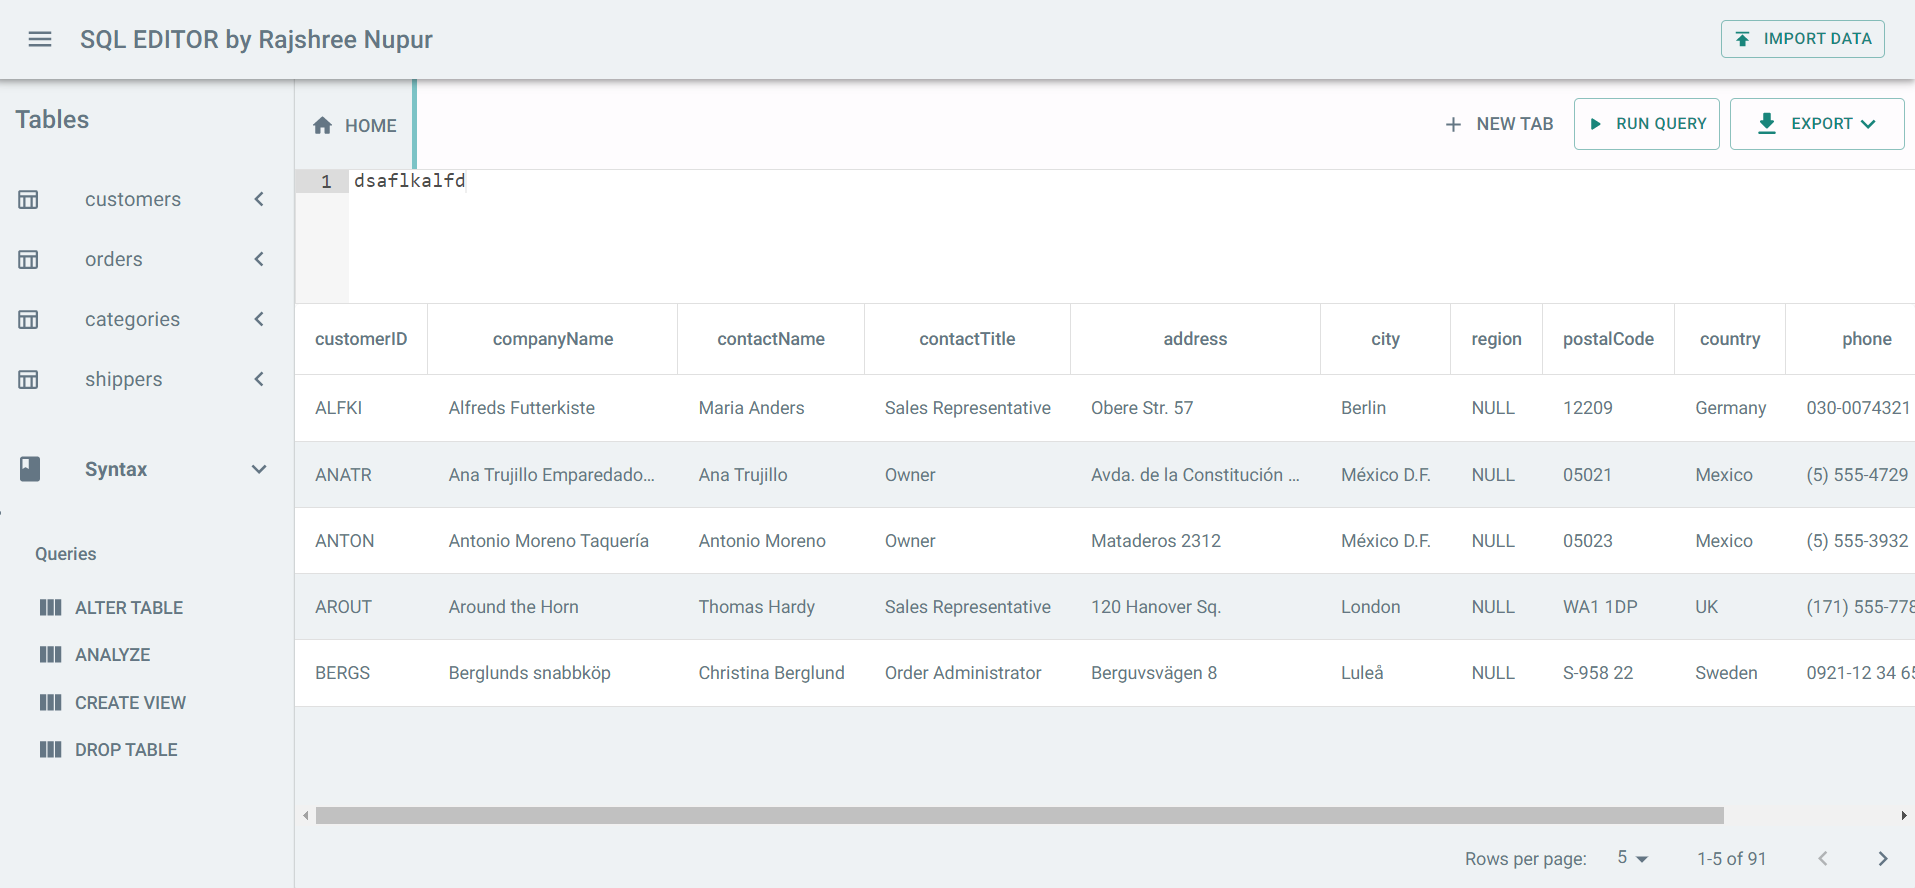 SQL EDITOR by Rajshree Nupur
IMPORT DATA
Tables
customers
orders
categories
shippers
Syntax
Queries
ALTER TABLE
ANALYZE
CREATE VIEW
DROP TABLE
HOME
NEW TAB
RUN QUERY
EXPORT
1 dsaflkalfd
customerID companyName contactName contactTitle address city region postalCode country phone
ALFKI Alfreds Futterkiste Maria Anders Sales Representative Obere Str. 57 Berlin NULL 12209 Germany 030-0074321
ANATR Ana Trujillo Emparedado... Ana Trujillo Owner Avda. de la Constitución ... México D.F. NULL 05021 Mexico (5) 555-4729
ANTON Antonio Moreno Taquería Antonio Moreno Owner Mataderos 2312 México D.F. NULL 05023 Mexico (5) 555-3932
AROUT Around the Horn Thomas Hardy Sales Representative 120 Hanover Sq. London NULL WA1 1DP UK (171) 555-778
BERGS Berglunds snabbköp Christina Berglund Order Administrator Berguvsvägen 8 Luleå NULL S-958 22 Sweden 0921-12 34 65
Rows per page: 5 1-5 of 91